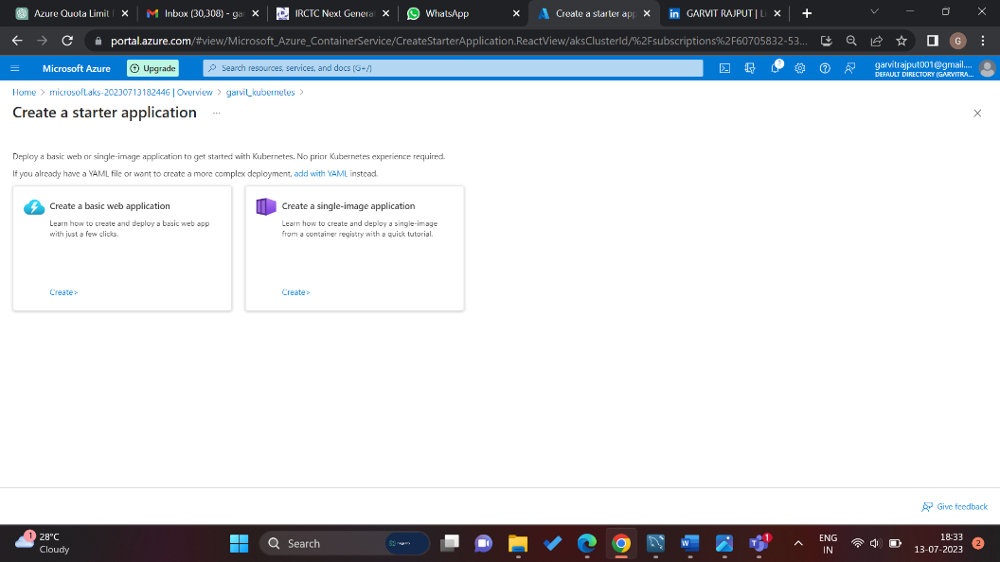 Azure Quota Limit
Inbox (30,308) - ga
IRCTC Next Genera
WhatsApp
Create a starter app
GARVIT RAJPUT | Li
portal.azure.com/#view/Microsoft_Azure_ContainerService/CreateStarterApplication.ReactView/aksClusterId/%2Fsubscriptions%2F60705832-53...
G
Microsoft Azure
Upgrade
Search resources, services, and docs (G+/)
garvitrajput001@gmail....
DEFAULT DIRECTORY (GARVITRA...
Home > microsoft.aks-20230713182446 | Overview > garvit_kubernetes >
Create a starter application ...
Deploy a basic web or single-image application to get started with Kubernetes. No prior Kubernetes experience required.
If you already have a YAML file or want to create a more complex deployment, add with YAML instead.
Create a basic web application
Learn how to create and deploy a basic web app
with just a few clicks.
Create>
Create a single-image application
Learn how to create and deploy a single-image
from a container registry with a quick tutorial.
Create>
Give feedback
1
28°C
Cloudy
Search
1
ENG
IN
18:33
13-07-2023
2